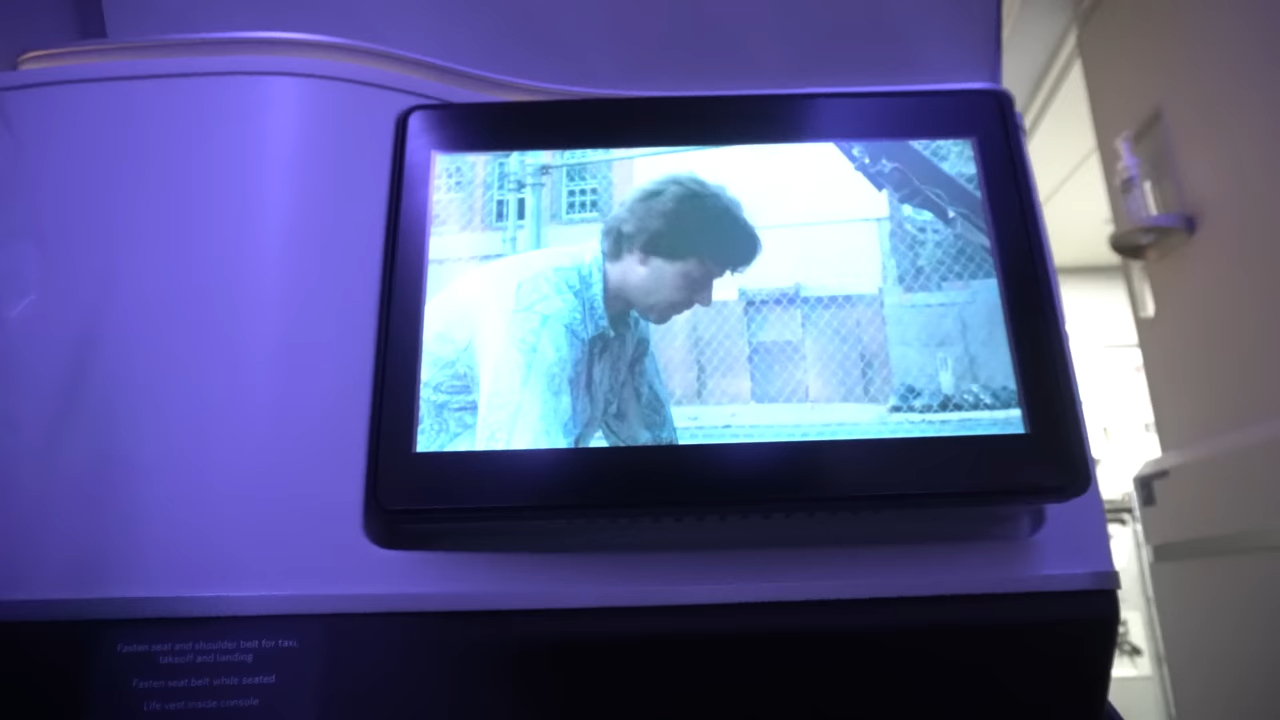 Fasten seat and shoulder belt for taxi,
takeoff and landing
Fasten seat belt while seated
Life vest inside console